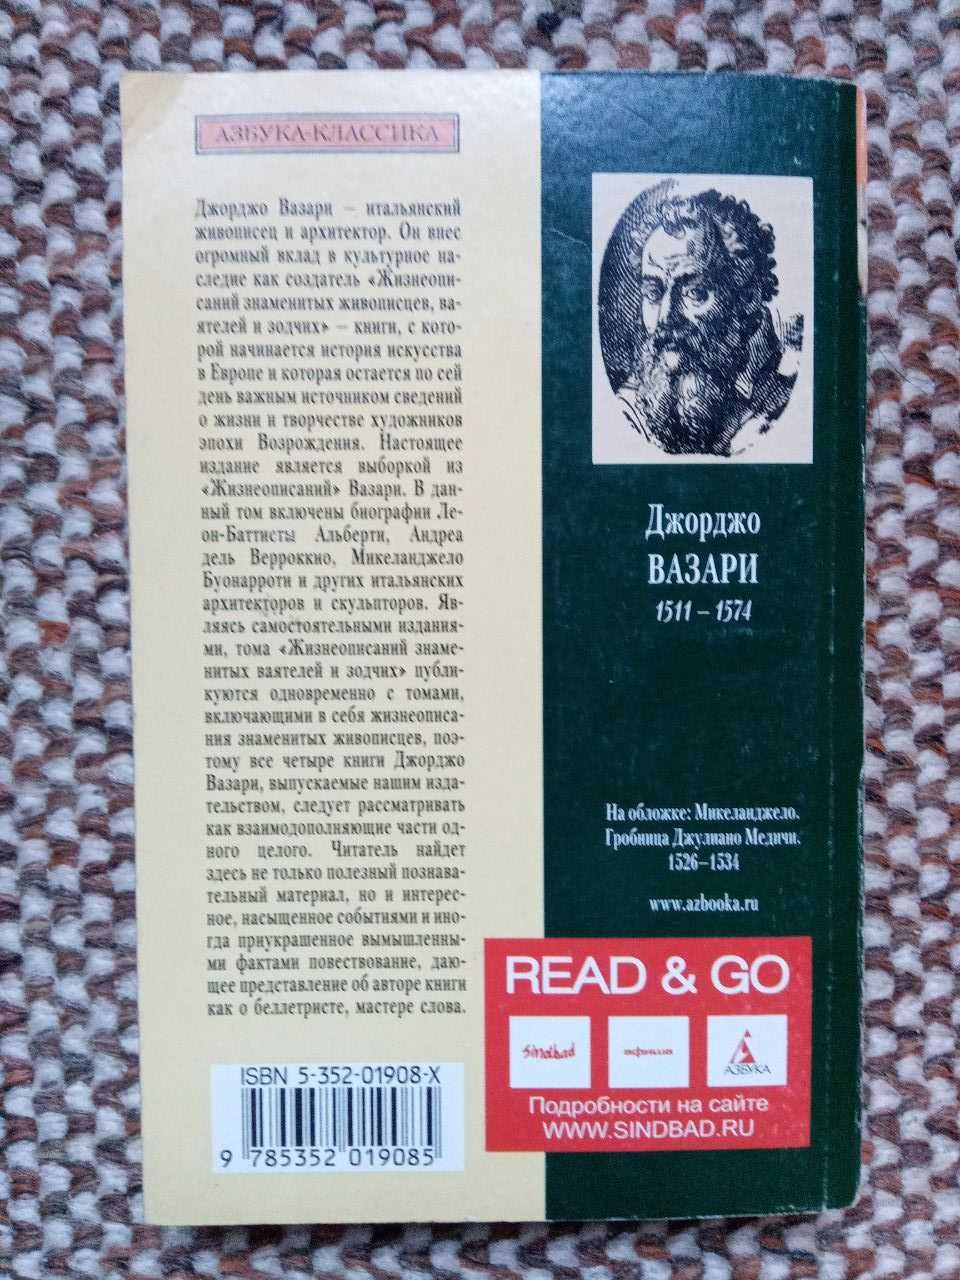 АЗБУКА-КЛАССИКА
Джорджо Вазари – итальянский
живописец и архитектор. Он внес
огромный вклад в культурное на-
следие как создатель «Жизнеопи-
саний знаменитых живописцев, ва-
ятелей и зодчих» – книги, с кото-
рой начинается история искусства
в Европе и которая остается по сей
день важным источником сведений
о жизни и творчестве художников
эпохи Возрождения. Настоящее
издание является выборкой из
«Жизнеописаний» Вазари. В дан-
ный том включены биографии Ле-
он-Баттисты Альберти, Андреа
дель Верроккио, Микеланджело
Буонарроти и других итальянских
архитекторов и скульпторов. Яв-
ляясь самостоятельными издания-
ми, тома «Жизнеописаний знаме-
нитых ваятелей и зодчих» публи-
куются одновременно с томами,
включающими в себя жизнеописа-
ния знаменитых живописцев, поэ-
тому все четыре книги Джорджо
Вазари, выпускаемые нашим изда-
тельством, следует рассматривать
как взаимодополняющие части од-
ного целого. Читатель найдет
здесь не только полезный познава-
тельный материал, но и интерес-
ное, насыщенное событиями и ино-
гда приукрашенное вымышленны-
ми фактами повествование, даю-
щее представление об авторе книги
как о беллетристе, мастере слова.
ISBN 5-352-01908-X
9 785352 019085
Джорджо
ВАЗАРИ
1511 – 1574
На обложке: Микеланджело.
Гробница Джулиано Медичи.
1526–1534
www.azbooka.ru
READ & GO
sindbad
афиша
АЗБУКА
Подробности на сайте
WWW.SINDBAD.RU